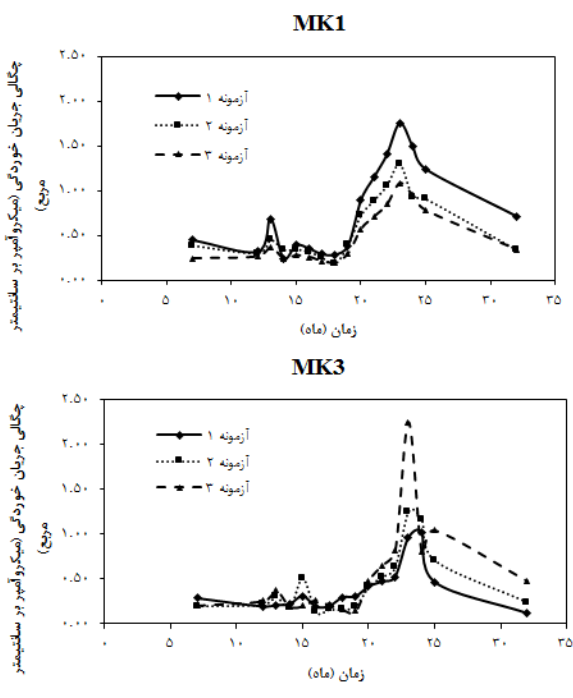 MK1
چگالی جریان خوردگی (میکروآمپر بر سانتیمتر
مربع)
۲.۵۰
۲.۰۰
۱.۵۰
۱.۰۰
۰.۵۰
۰.۰۰
آزمونه ۱
آزمونه ۲
آزمونه ۳
۰ ۵ ۱۰ ۱۵ ۲۰ ۲۵ ۳۰ ۳۵
زمان (ماه)
MK3
چگالی جریان خوردگی (میکروآمپر بر سانتیمتر
مربع)
۲.۵۰
۲.۰۰
۱.۵۰
۱.۰۰
۰.۵۰
۰.۰۰
آزمونه ۱
آزمونه ۲
آزمونه ۳
۰ ۵ ۱۰ ۱۵ ۲۰ ۲۵ ۳۰ ۳۵
زمان (ماه)